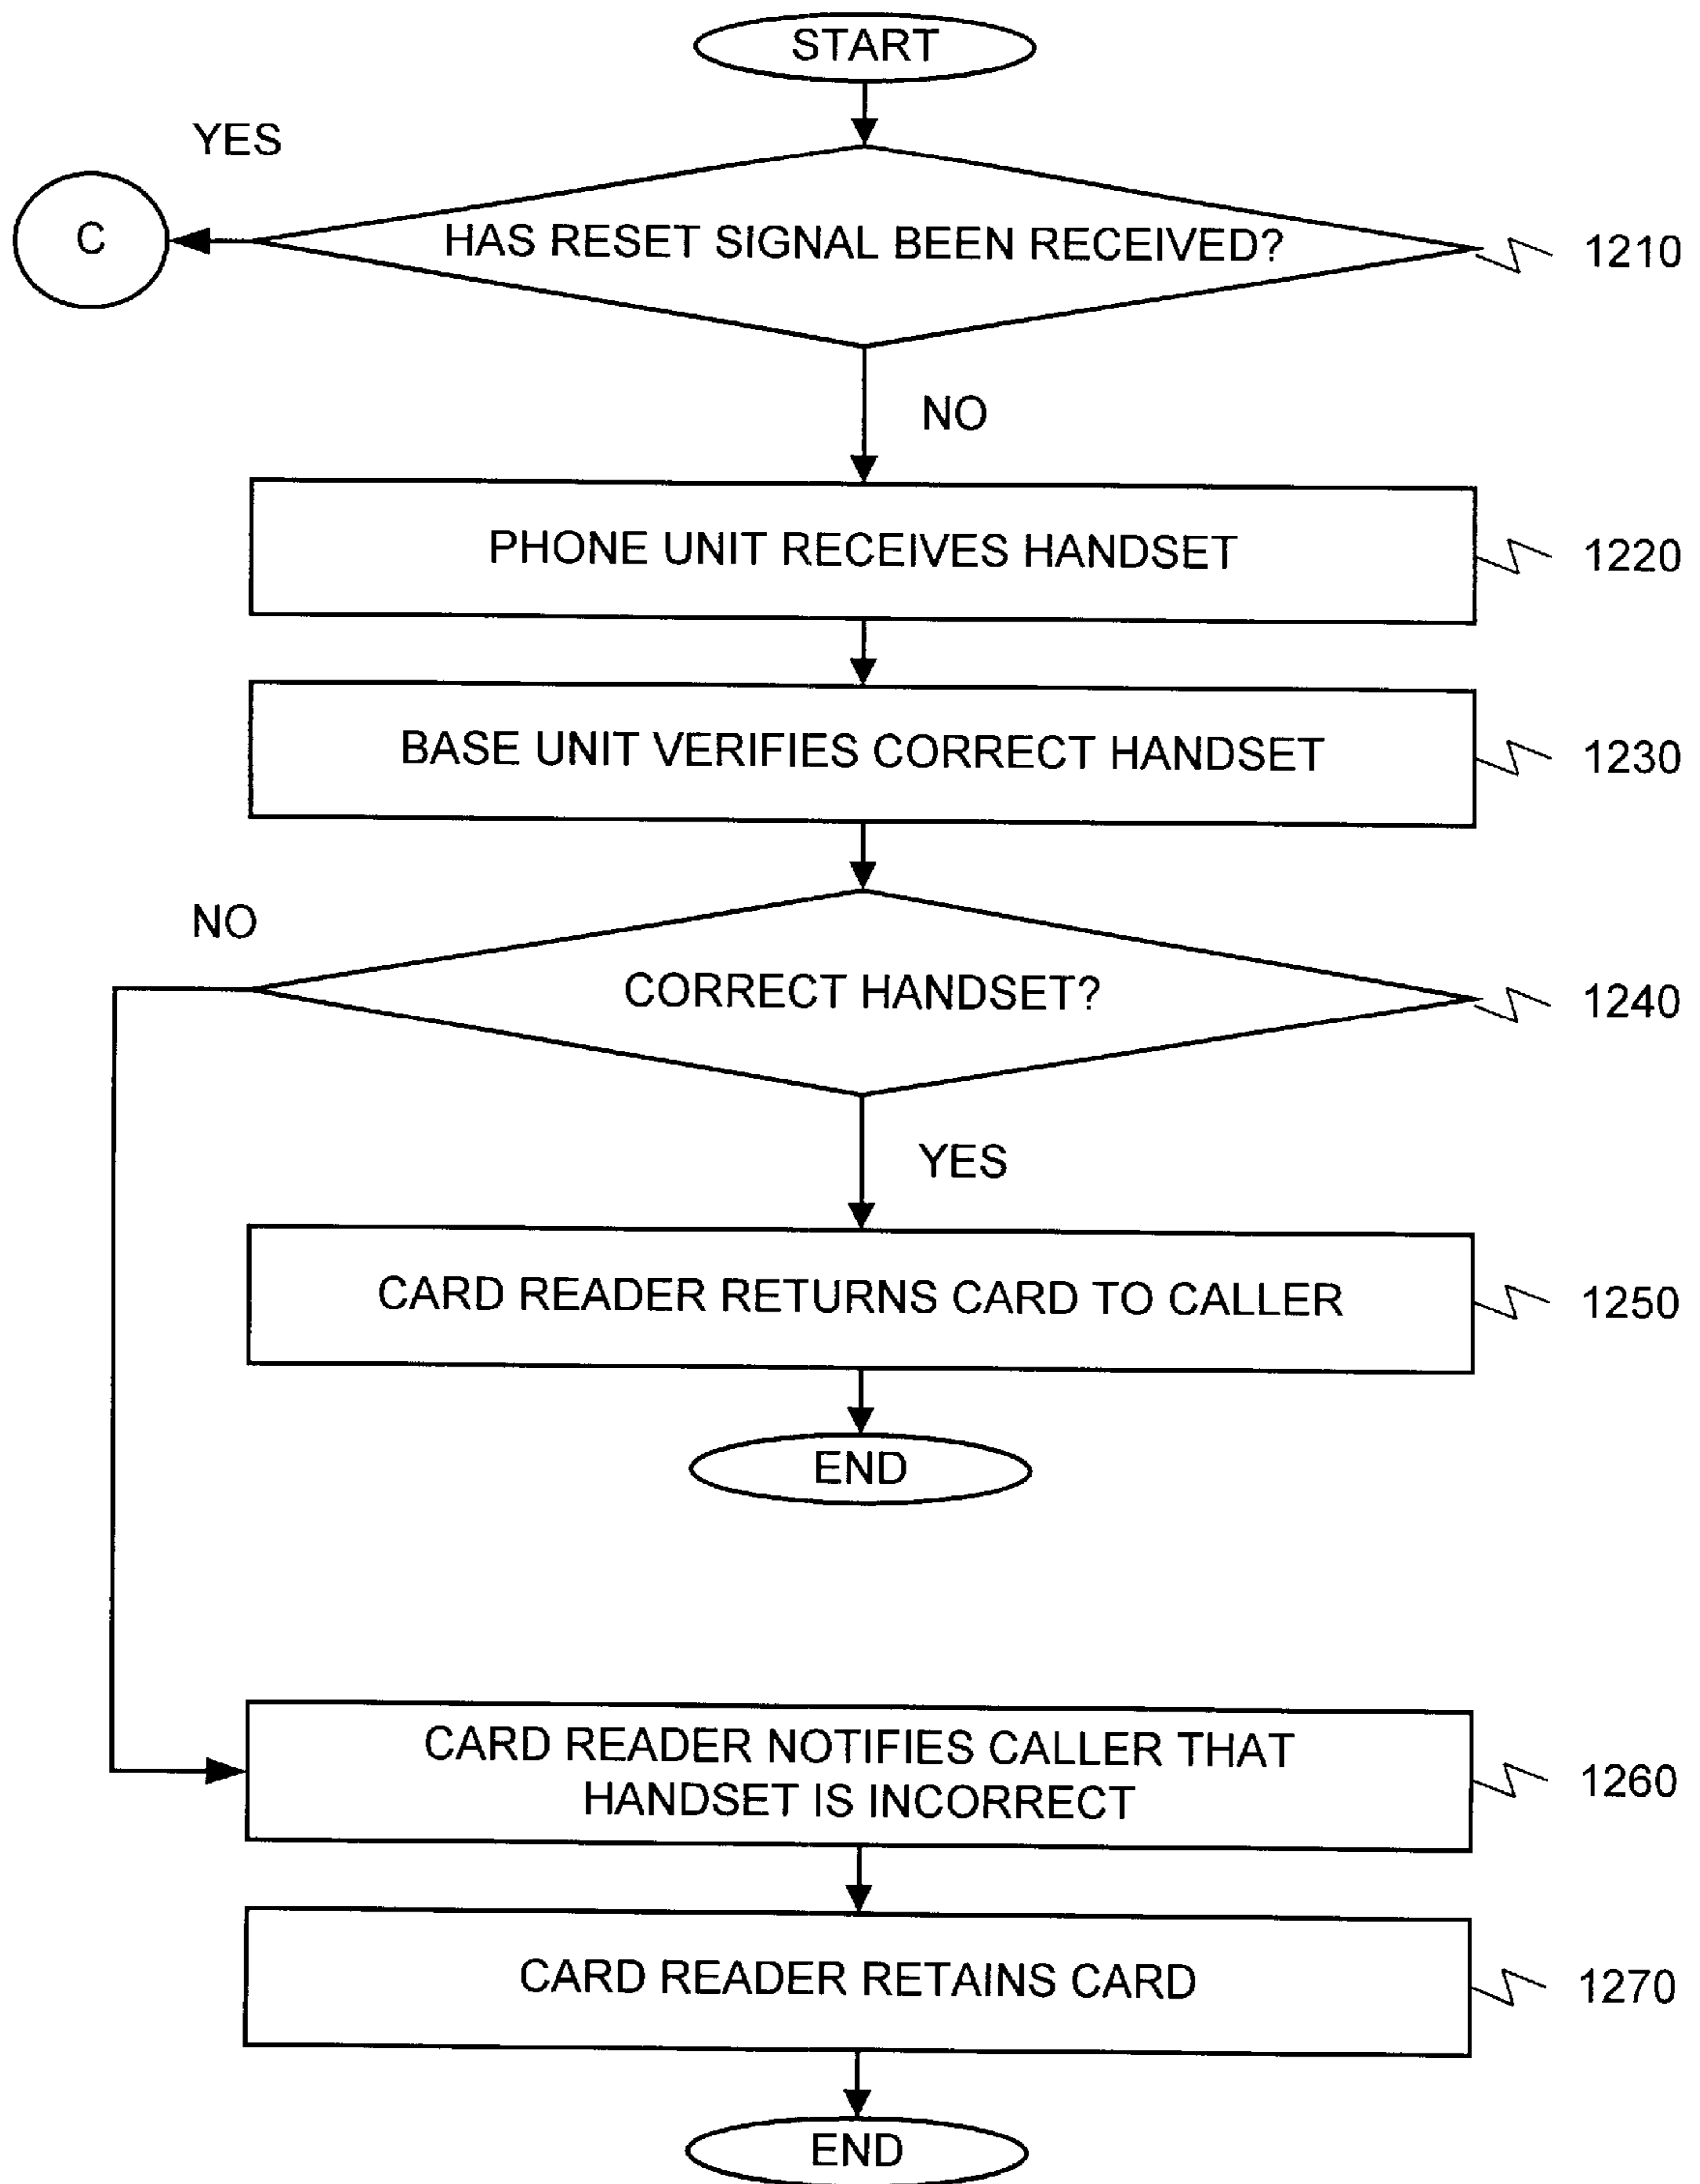 START
YES
C
HAS RESET SIGNAL BEEN RECEIVED?
1210
NO
PHONE UNIT RECEIVES HANDSET
1220
BASE UNIT VERIFIES CORRECT HANDSET
1230
NO
CORRECT HANDSET?
1240
YES
CARD READER RETURNS CARD TO CALLER
1250
END
CARD READER NOTIFIES CALLER THAT
HANDSET IS INCORRECT
1260
CARD READER RETAINS CARD
1270
END